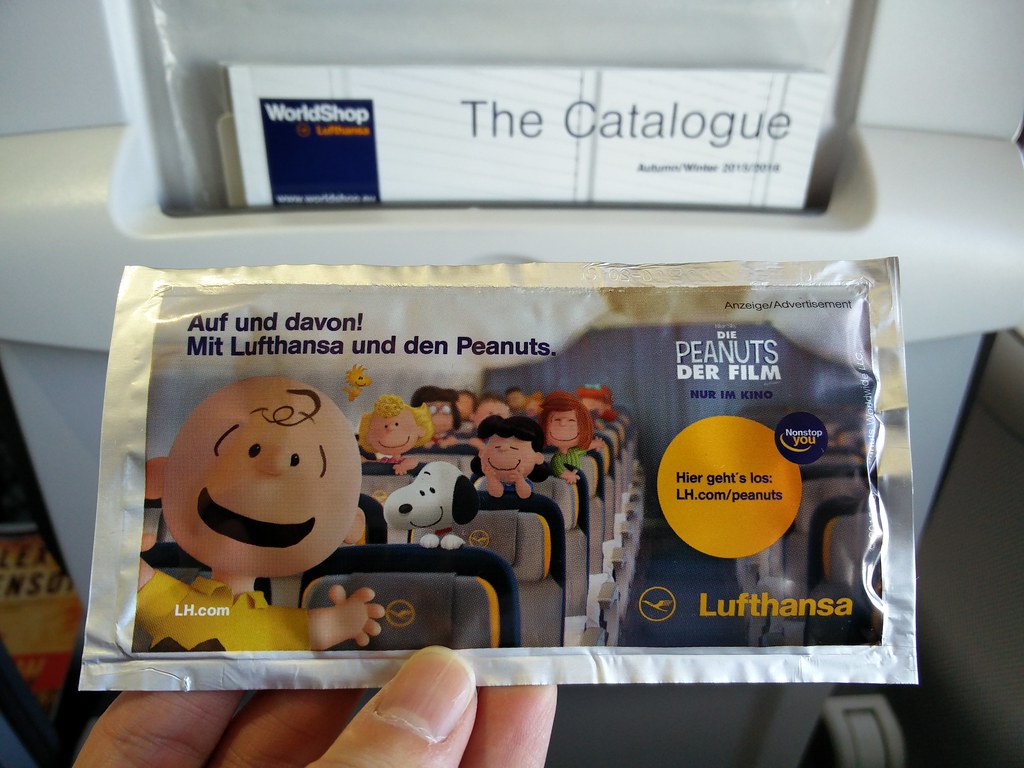 WorldShop
Lufthansa
www.worldshop.eu
The Catalogue
Autumn/Winter 2015/2016
Anzeige/Advertisement
Auf und davon!
Mit Lufthansa und den Peanuts.
DIE
PEANUTS
DER FILM
NUR IM KINO
Nonstop
you
Hier geht´s los:
LH.com/peanuts
LH.com
Lufthansa